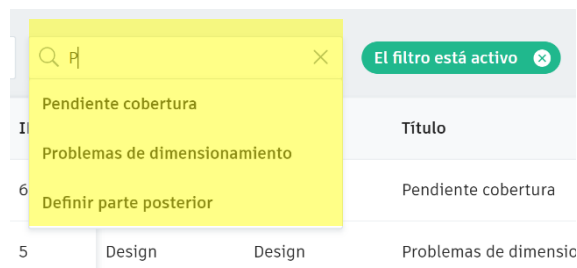 P
El filtro está activo
Pendiente cobertura
Título
Problemas de dimensionamiento
6
Pendiente cobertura
Definir parte posterior
5 Design Design Problemas de dimensio